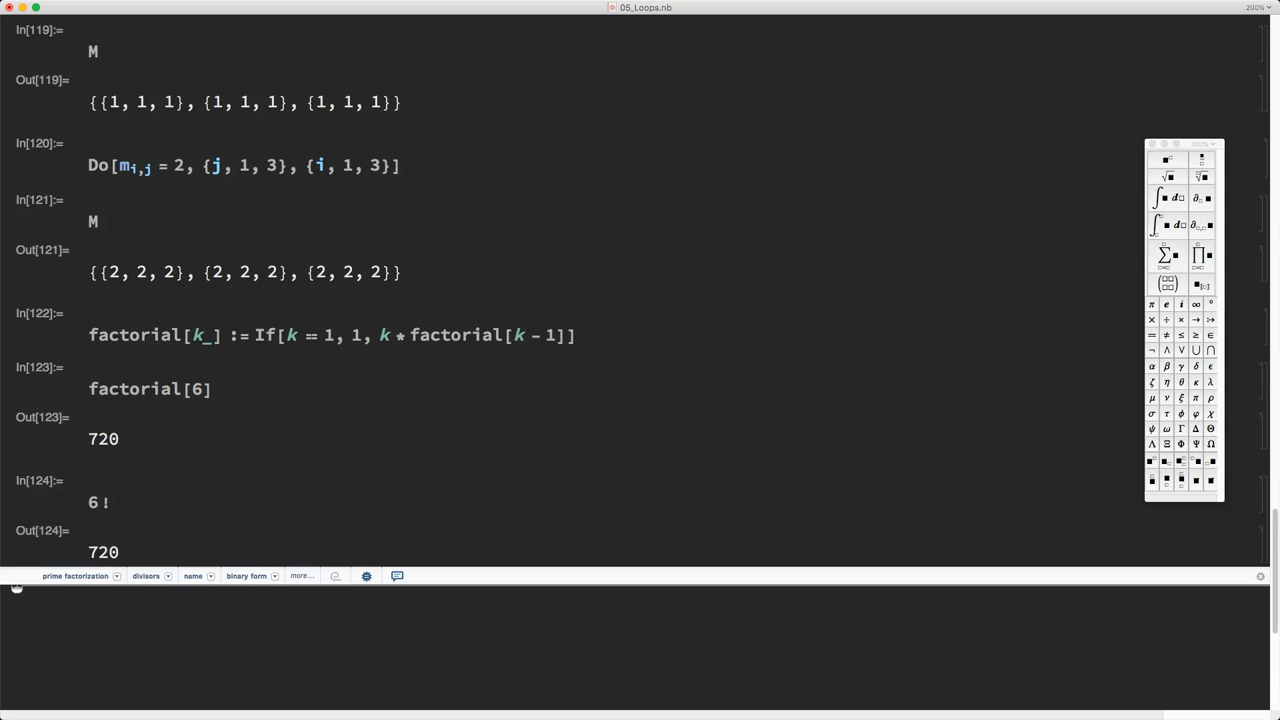 05_Loops.nb
200%
In[119]:=
M
Out[119]=
{{1, 1, 1}, {1, 1, 1}, {1, 1, 1}}
In[120]:=
Do[mi,j = 2, {j, 1, 3}, {i, 1, 3}]
In[121]:=
M
Out[121]=
{{2, 2, 2}, {2, 2, 2}, {2, 2, 2}}
In[122]:=
factorial[k_] := If[k == 1, 1, k * factorial[k - 1]]
In[123]:=
factorial[6]
Out[123]=
720
In[124]:=
6!
Out[124]=
720
prime factorization divisors name binary form more...
100%
π e i ∞ °
× ÷ × → :→
== ≠ ≤ ≥ ∈
¬ ∧ ∨ ∪ ∩
α β γ δ ϵ
ζ η θ κ λ
μ ν ξ π ρ
σ τ ϕ φ χ
ψ ω Γ Δ Θ
Λ Ξ Φ Ψ Ω